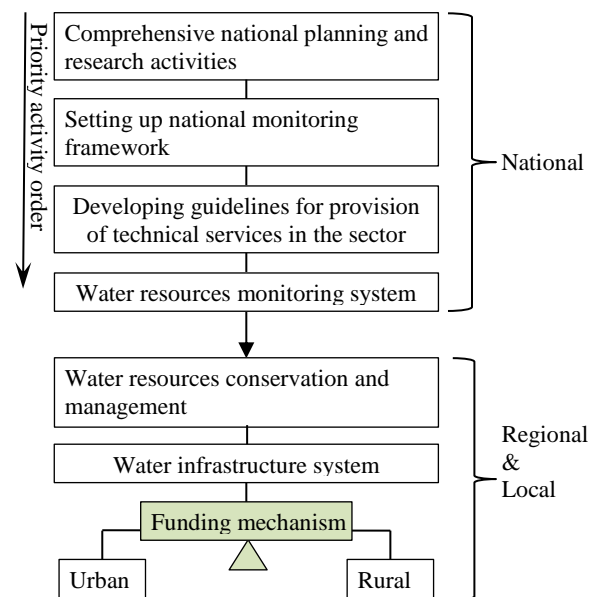 Priority activity order
Comprehensive national planning and
research activities
Setting up national monitoring
framework
Developing guidelines for provision
of technical services in the sector
Water resources monitoring system
National
Water resources conservation and
management
Water infrastructure system
Funding mechanism
Urban
Rural
Regional
&
Local